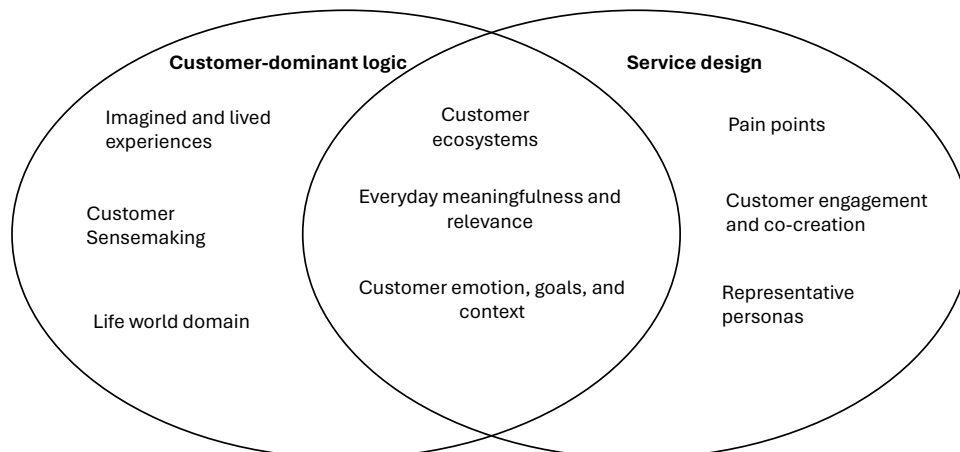 Customer-dominant logic
Imagined and lived
experiences
Customer
Sensemaking
Life world domain
Customer
ecosystems
Everyday meaningfulness and
relevance
Customer emotion, goals, and
context
Service design
Pain points
Customer engagement
and co-creation
Representative
personas